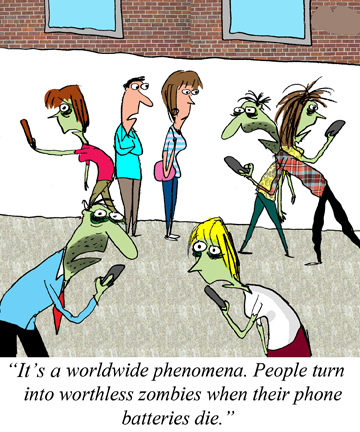 “It’s a worldwide phenomena. People turn
into worthless zombies when their phone
batteries die.”